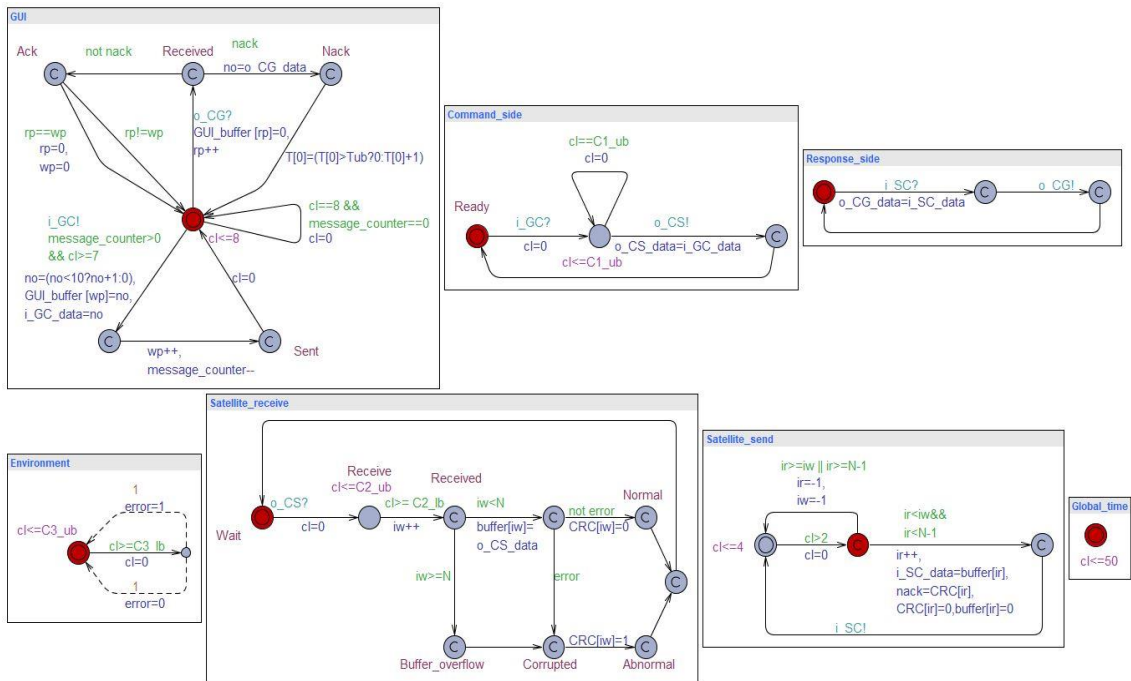 GUI
Ack
not nack
Received
nack
Nack
no=o_CG_data
o_CG?
GUI_buffer [rp]=0,
rp++
rp==wp
rp=0,
wp=0
rp!=wp
T[0]=(T[0]>Tub?0:T[0]+1)
i_GC!
message_counter>0
&& cl>=7
cl<=8
cl==8 &&
message_counter==0
cl=0
no=(no<10?no+1:0),
GUI_buffer [wp]=no,
i_GC_data=no
cl=0
wp++,
message_counter--
Sent
Command_side
cl==C1_ub
cl=0
Ready
i_GC?
cl=0
o_CS!
o_CS_data=i_GC_data
cl<=C1_ub
Response_side
i_SC?
o_CG_data=i_SC_data
o_CG!
Environment
1
error=1
cl<=C3_ub
cl>=C3_lb
cl=0
1
error=0
Satellite_receive
Receive
cl<=C2_ub
Received
o_CS?
cl=0
Wait
cl>= C2_lb
iw++
iw<N
buffer[iw]=
o_CS_data
not error
CRC[iw]=0
Normal
iw>=N
error
CRC[iw]=1
Buffer_overflow
Corrupted
Abnormal
Satellite_send
ir>=iw || ir>=N-1
ir=-1,
iw=-1
cl<=4
cl>2
cl=0
ir<iw&&
ir<N-1
ir++,
i_SC_data=buffer[ir],
nack=CRC[ir],
CRC[ir]=0,buffer[ir]=0
i_SC!
Global_time
cl<=50